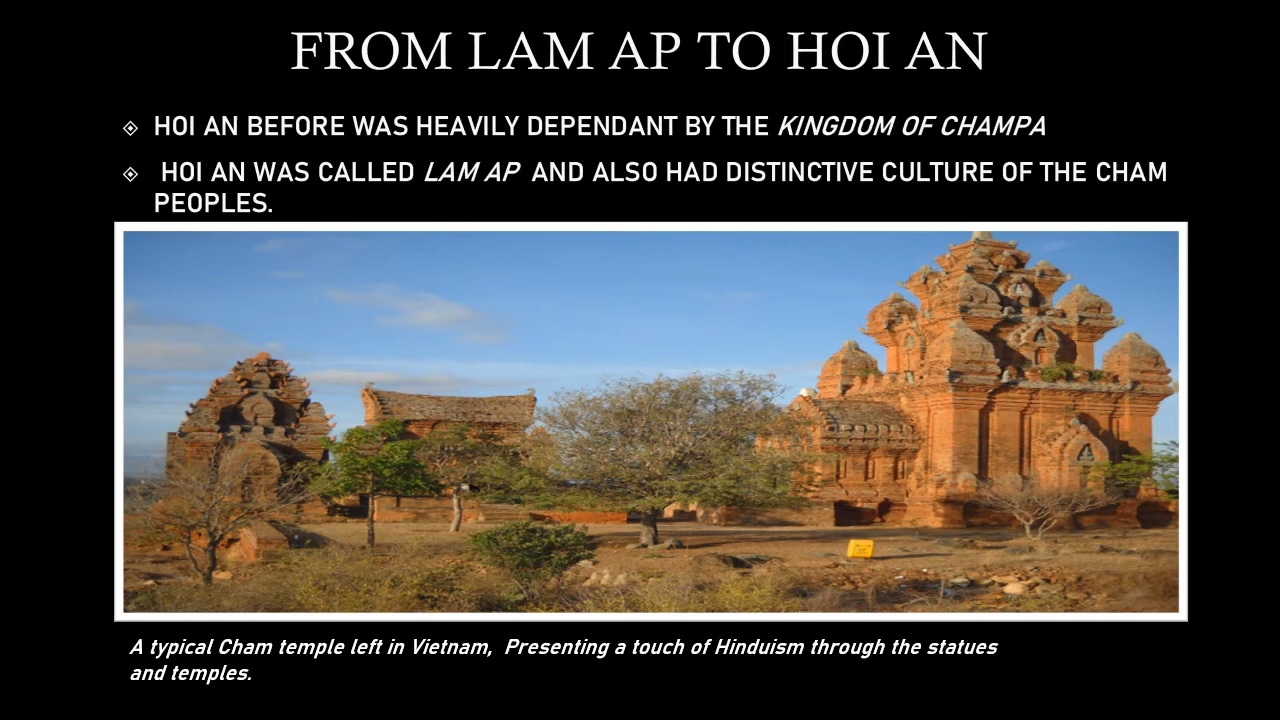 FROM LAM AP TO HOI AN
HOI AN BEFORE WAS HEAVILY DEPENDANT BY THE KINGDOM OF CHAMPA
HOI AN WAS CALLED LAM AP AND ALSO HAD DISTINCTIVE CULTURE OF THE CHAM
PEOPLES.
A typical Cham temple left in Vietnam, Presenting a touch of Hinduism through the statues
and temples.